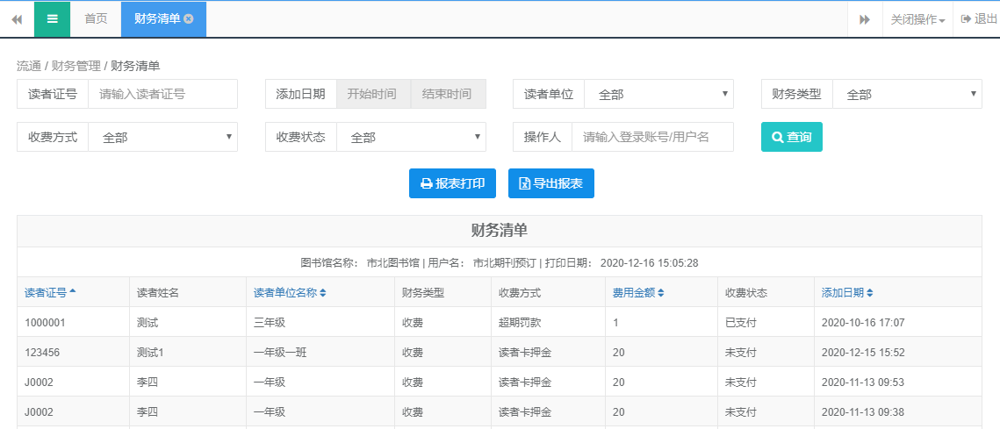 首页 财务清单 关闭操作 退出
流通 / 财务管理 / 财务清单
读者证号 请输入读者证号 添加日期 开始时间 结束时间 读者单位 全部 财务类型 全部
收费方式 全部 收费状态 全部 操作人 请输入登录账号/用户名 查询
报表打印 导出报表
财务清单
图书馆名称: 市北图书馆 | 用户名: 市北期刊预订 | 打印日期: 2020-12-16 15:05:28
读者证号 读者姓名 读者单位名称 财务类型 收费方式 费用金额 收费状态 添加日期
1000001 测试 三年级 收费 超期罚款 1 已支付 2020-10-16 17:07
123456 测试1 一年级一班 收费 读者卡押金 20 未支付 2020-12-15 15:52
J0002 李四 一年级 收费 读者卡押金 20 未支付 2020-11-13 09:53
J0002 李四 一年级 收费 读者卡押金 20 未支付 2020-11-13 09:38